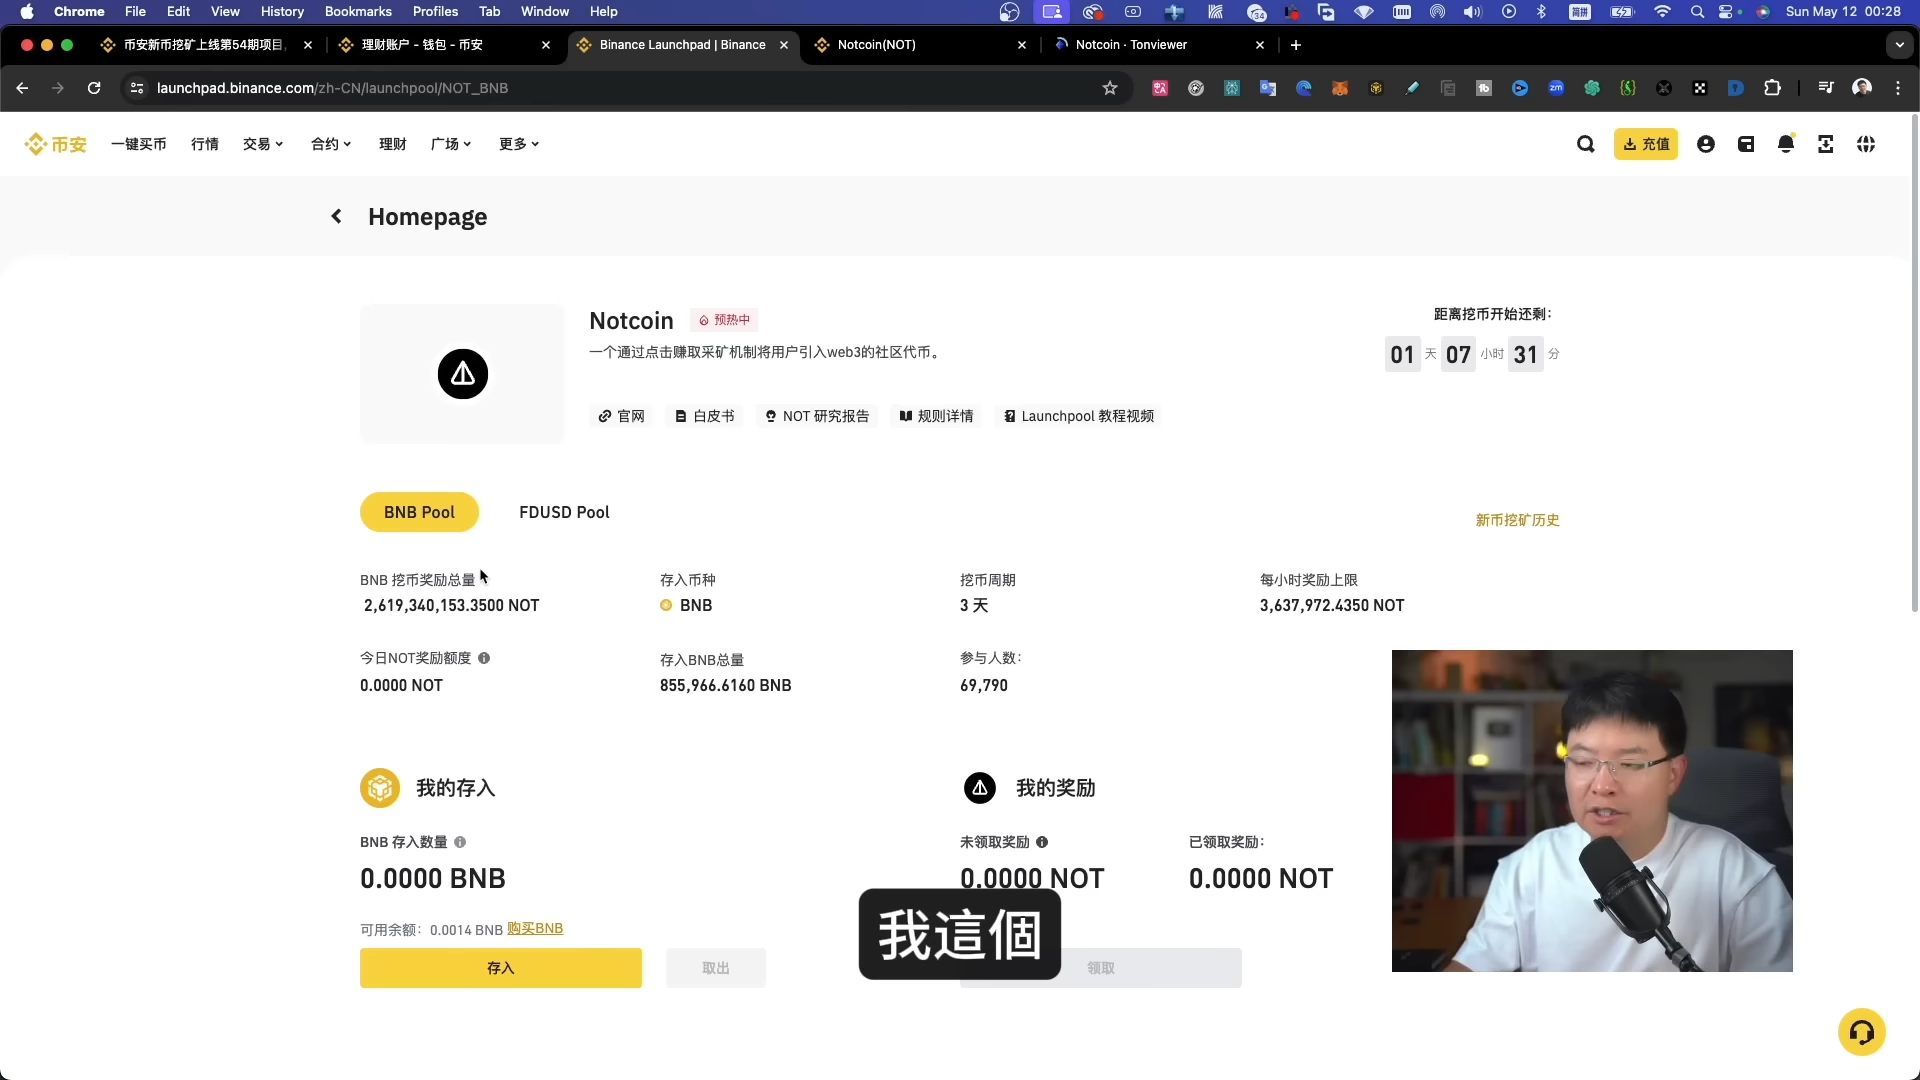 Chrome File Edit View History Bookmarks Profiles Tab Window Help
34
简拼
Sun May 12 00:28
币安新币挖矿上线第54期项目
理财账户 - 钱包 - 币安
Binance Launchpad | Binance
Notcoin(NOT)
Notcoin · Tonviewer
launchpad.binance.com/zh-CN/launchpool/NOT_BNB
币安 一键买币 行情 交易 合约 理财 广场 更多 充值
Homepage
Notcoin 预热中
距离挖币开始还剩：
一个通过点击赚取采矿机制将用户引入web3的社区代币。
01 天 07 小时 31 分
官网 白皮书 NOT 研究报告 规则详情 Launchpool 教程视频
BNB Pool FDUSD Pool
新币挖矿历史
BNB 挖币奖励总量 存入币种 挖币周期 每小时奖励上限
2,619,340,153.3500 NOT BNB 3 天 3,637,972.4350 NOT
今日NOT奖励额度 存入BNB总量 参与人数：
0.0000 NOT 855,966.6160 BNB 69,790
我的存入 我的奖励
BNB 存入数量 未领取奖励 已领取奖励：
0.0000 BNB 0.0000 NOT 0.0000 NOT
可用余额： 0.0014 BNB 购买BNB
我這個
存入 取出 领取